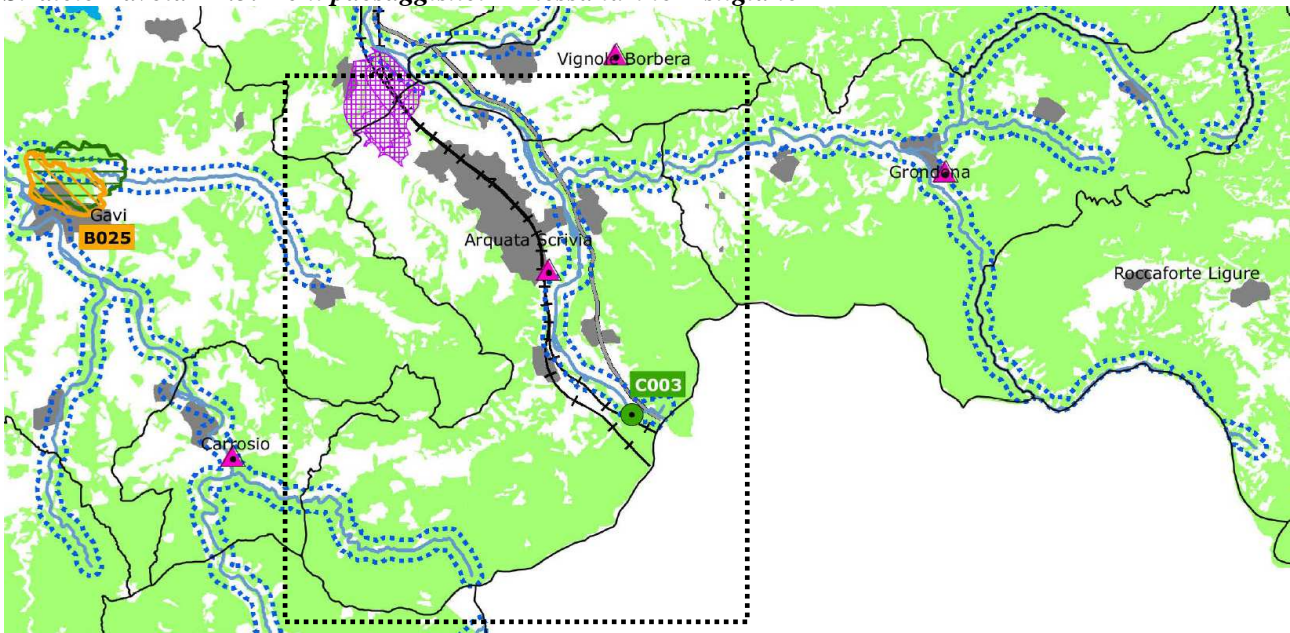 Vignole Borbera
Grondona
Gavi
B025
Arquata Scrivia
Roccaforte Ligure
C003
Carrosio